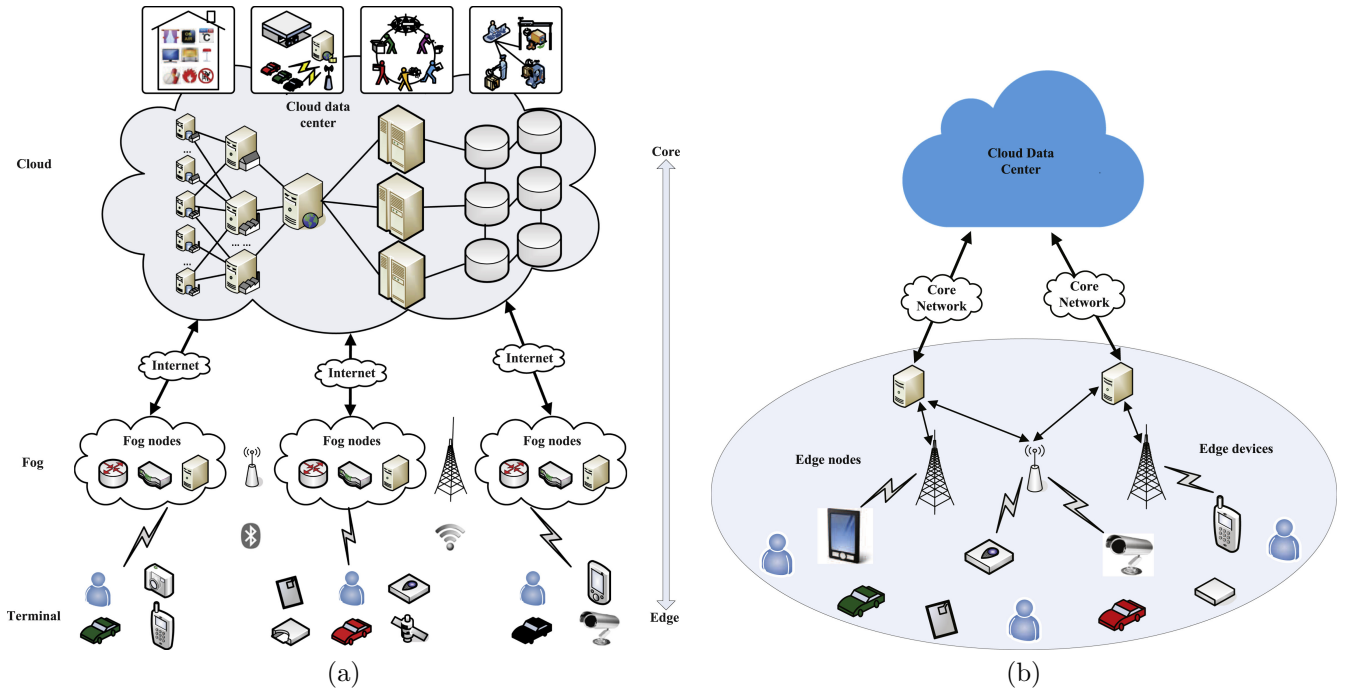 Cloud data
center
Cloud
...
...
... ...
...
...
Core
Internet
Internet
Internet
Fog nodes
Fog nodes
Fog nodes
Fog
Terminal
Edge
(a)
Cloud Data
Center
Core
Network
Core
Network
Edge nodes
Edge devices
(b)